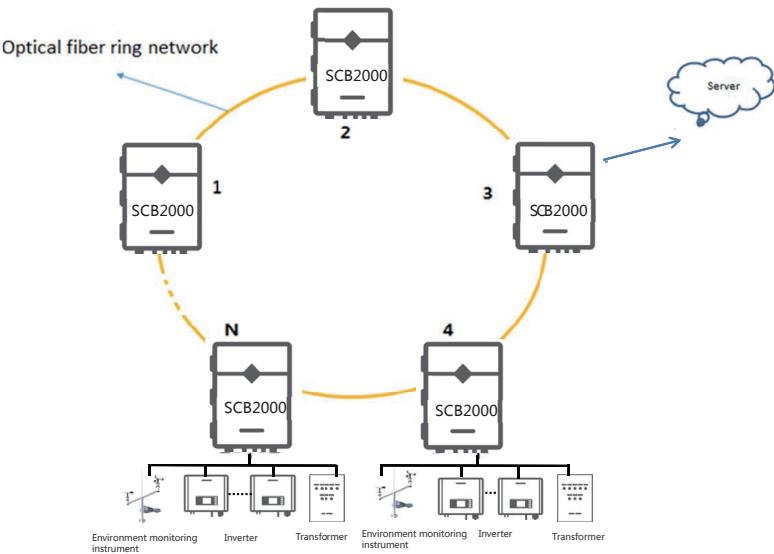 Optical fiber ring network
SCB2000
2
Server
1
SCB2000
3
SCB2000
N
SCB2000
4
SCB2000
Environment monitoring
instrument
Inverter
Transformer
Environment monitoring
instrument
Inverter
Transformer